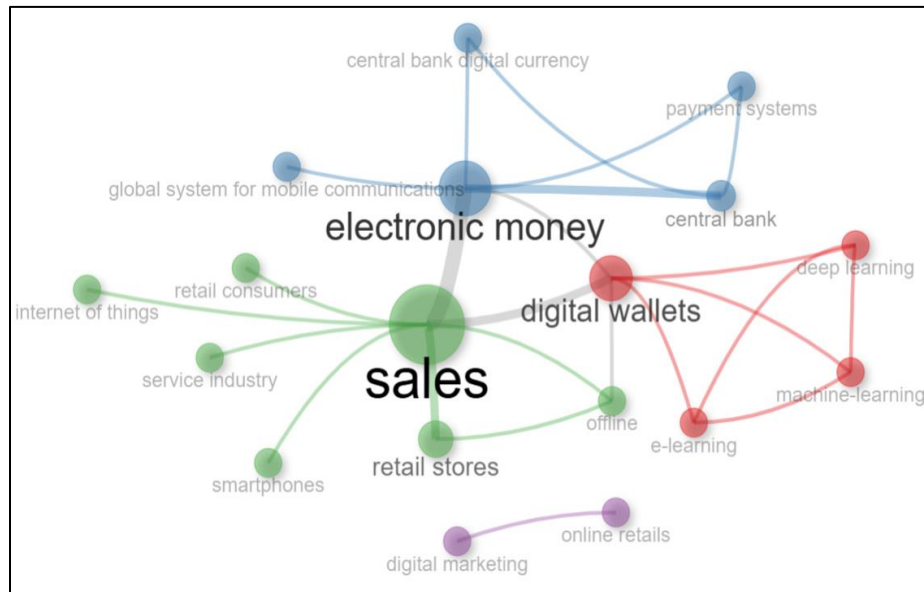 central bank digital currency
payment systems
global system for mobile communications
central bank
electronic money
deep learning
retail consumers
internet of things
digital wallets
service industry
sales
machine-learning
offline
e-learning
retail stores
smartphones
online retails
digital marketing